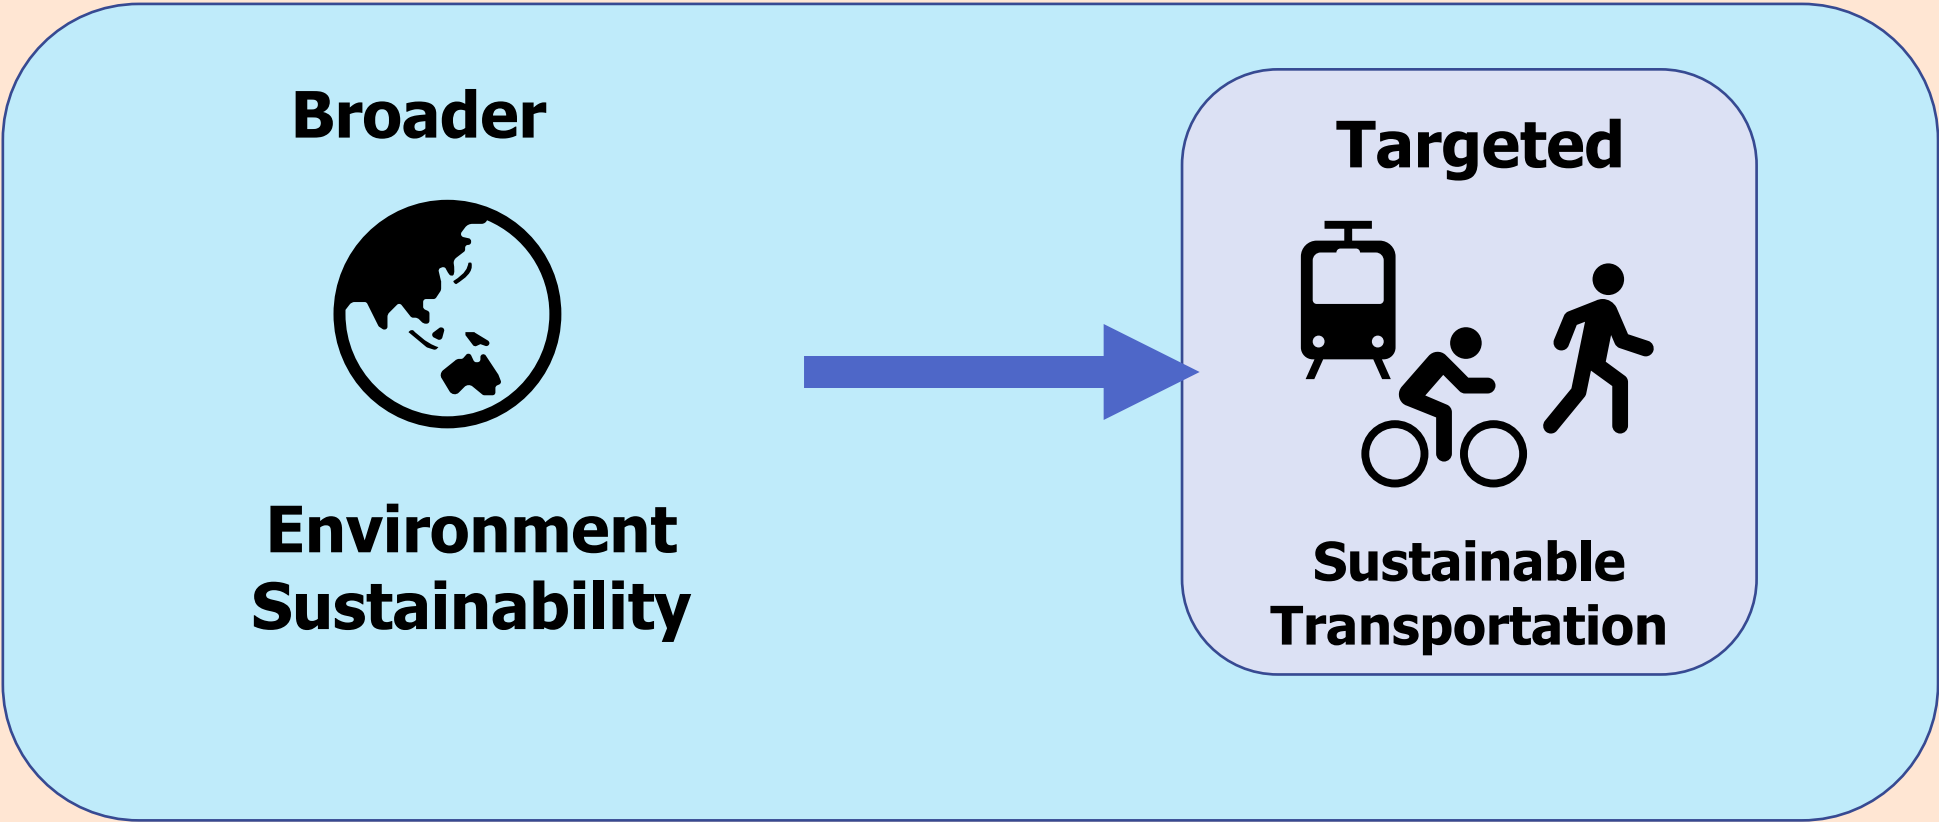 Broader
Environment
Sustainability
Targeted
Sustainable
Transportation